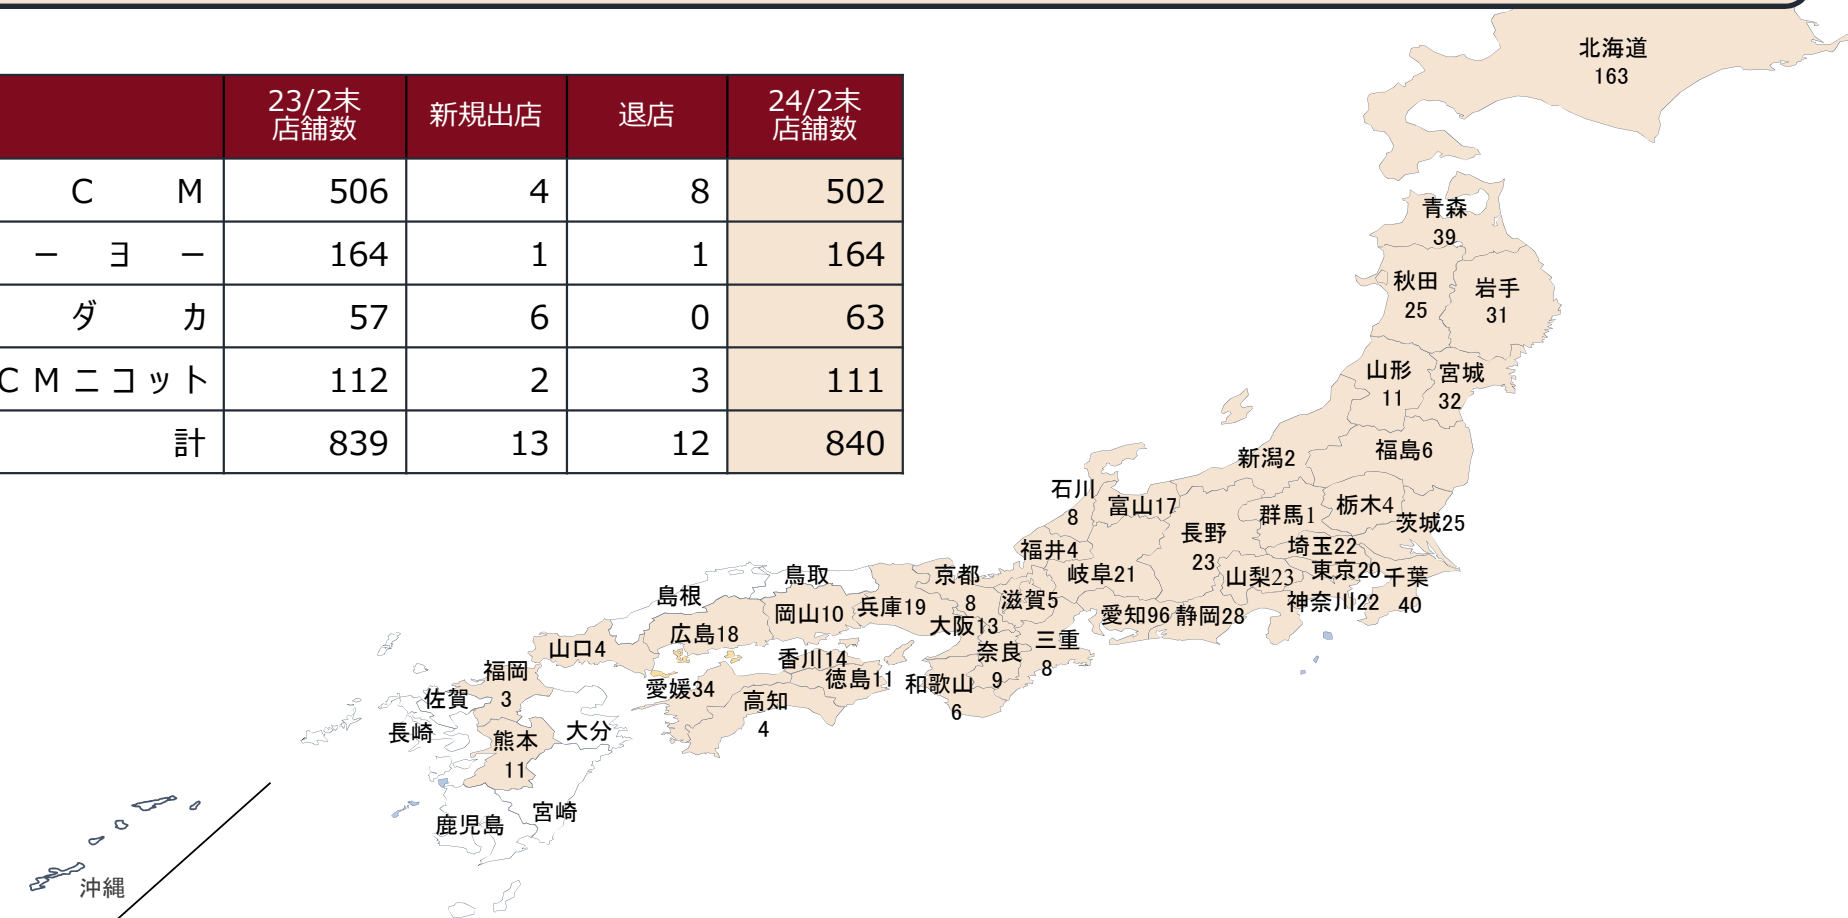 23/2末
店舗数
新規出店
退店
24/2末
店舗数
C M 506 4 8 502
ー ヨ ー 164 1 1 164
ダ カ 57 6 0 63
C M ニ コ ッ ト 112 2 3 111
計 839 13 12 840
北海道
163
青森
39
秋田
25
岩手
31
山形
11
宮城
32
新潟2
福島6
石川
8
富山17
長野
23
群馬1
栃木4
茨城25
福井4
岐阜21
埼玉22
東京20
千葉
40
山梨23
神奈川22
愛知96
静岡28
鳥取
島根
京都
8
滋賀5
岡山10
兵庫19
大阪13
広島18
三重
8
山口4
奈良
9
香川14
徳島11
和歌山
6
愛媛34
高知
4
福岡
3
佐賀
長崎
熊本
11
大分
宮崎
鹿児島
沖縄